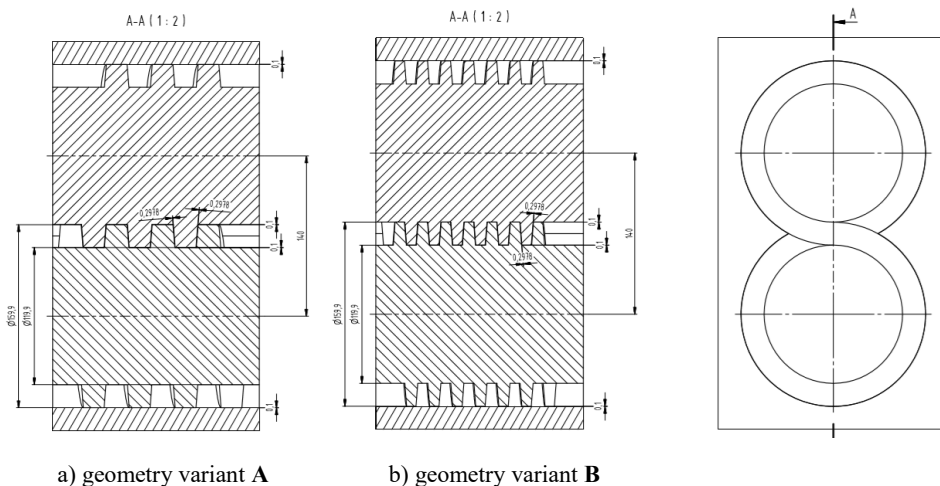 A-A ( 1 : 2 )
0,1
0,2978
0,2978
0,1
0,1
140
Ø159,9
Ø119,9
0,1
a) geometry variant A
A-A ( 1 : 2 )
0,1
0,2978
0,1
0,1
0,2978
140
Ø159,9
Ø119,9
0,1
b) geometry variant B
A